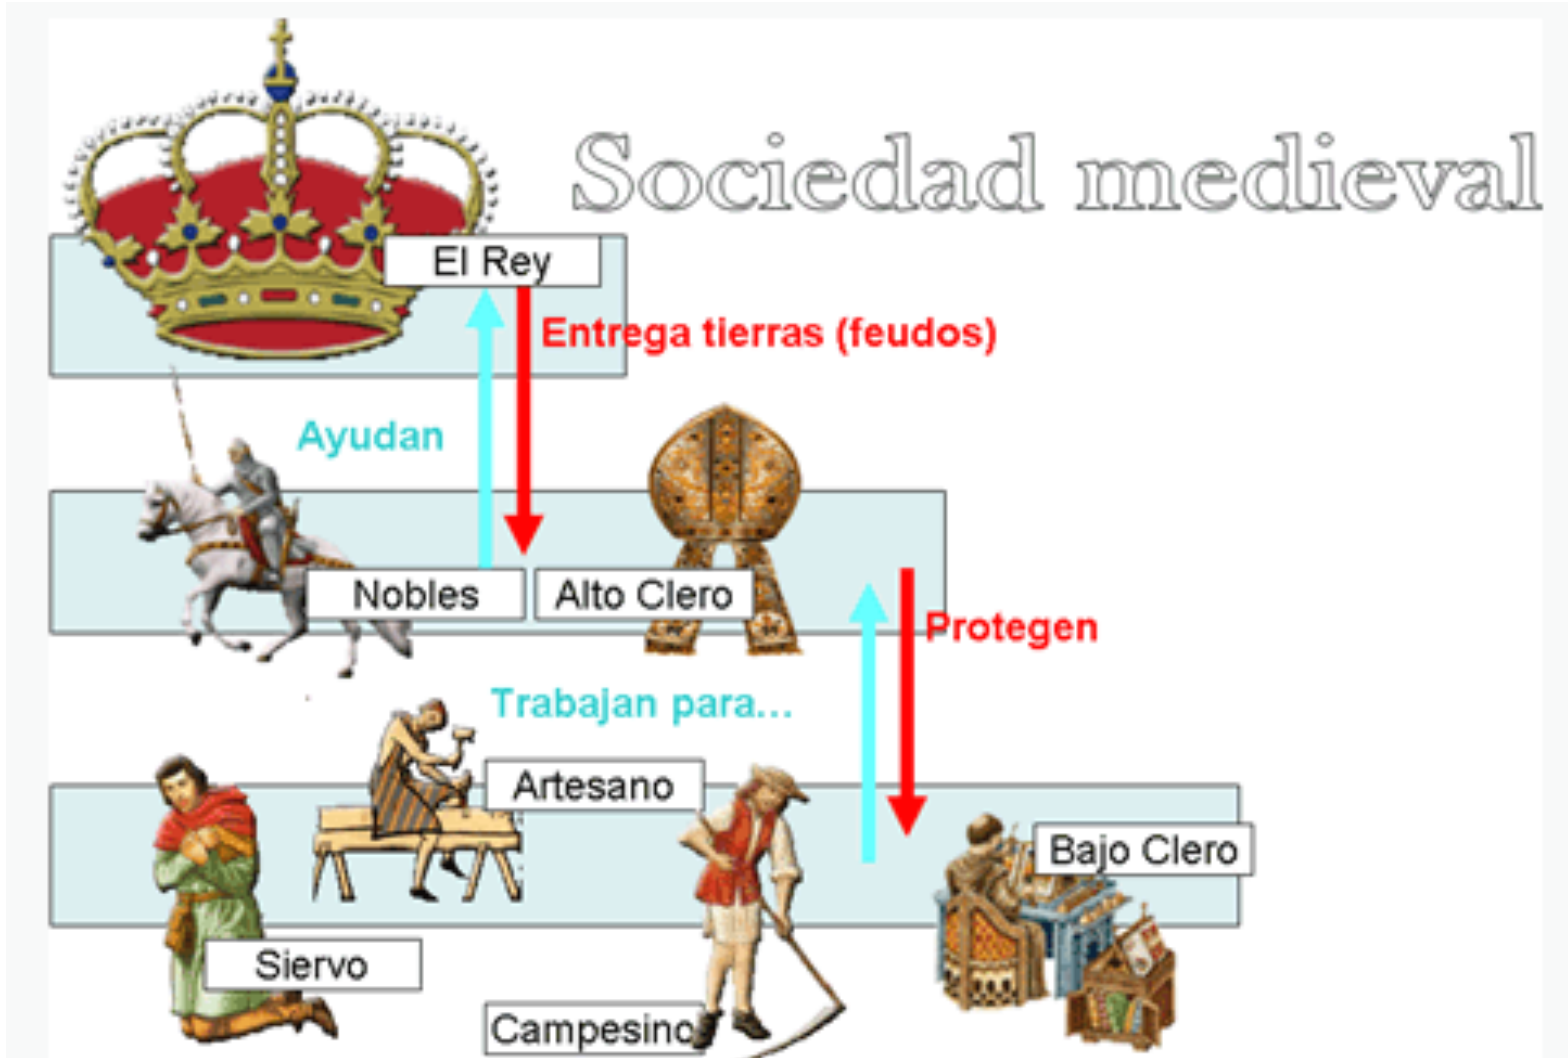 Sociedad medieval
El Rey
Entrega tierras (feudos)
Ayudan
Nobles
Alto Clero
Protegen
Trabajan para...
Artesano
Bajo Clero
Siervo
Campesino